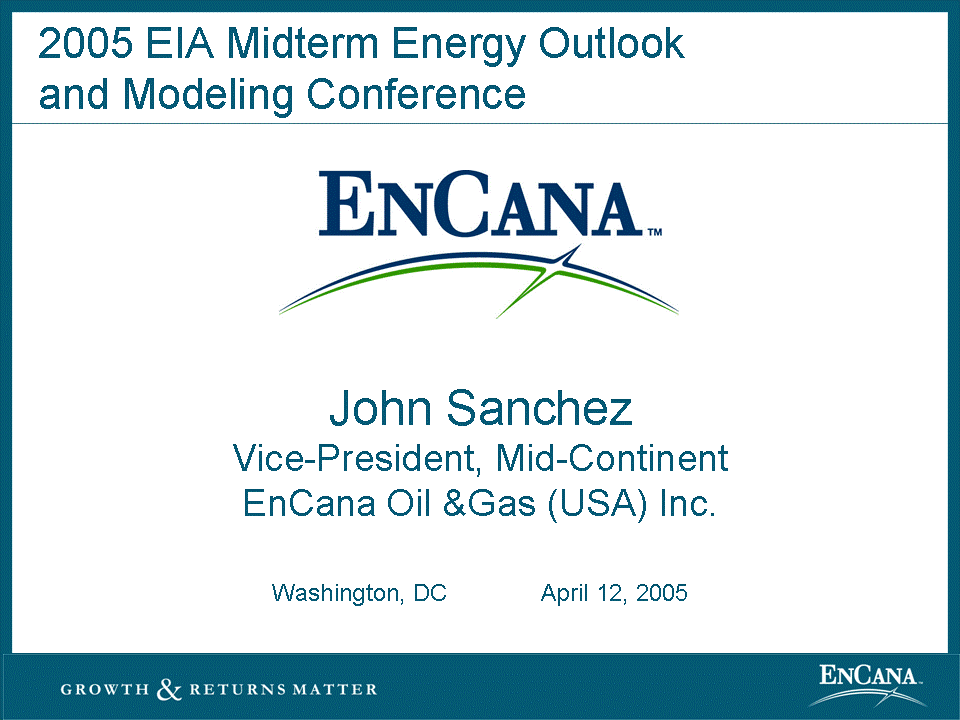 2005 EIA Midterm Energy Outlook
and Modeling Conference
ENCANA™
John Sanchez
Vice-President, Mid-Continent
EnCana Oil &Gas (USA) Inc.
Washington, DC April 12, 2005
GROWTH & RETURNS MATTER
ENCANA™